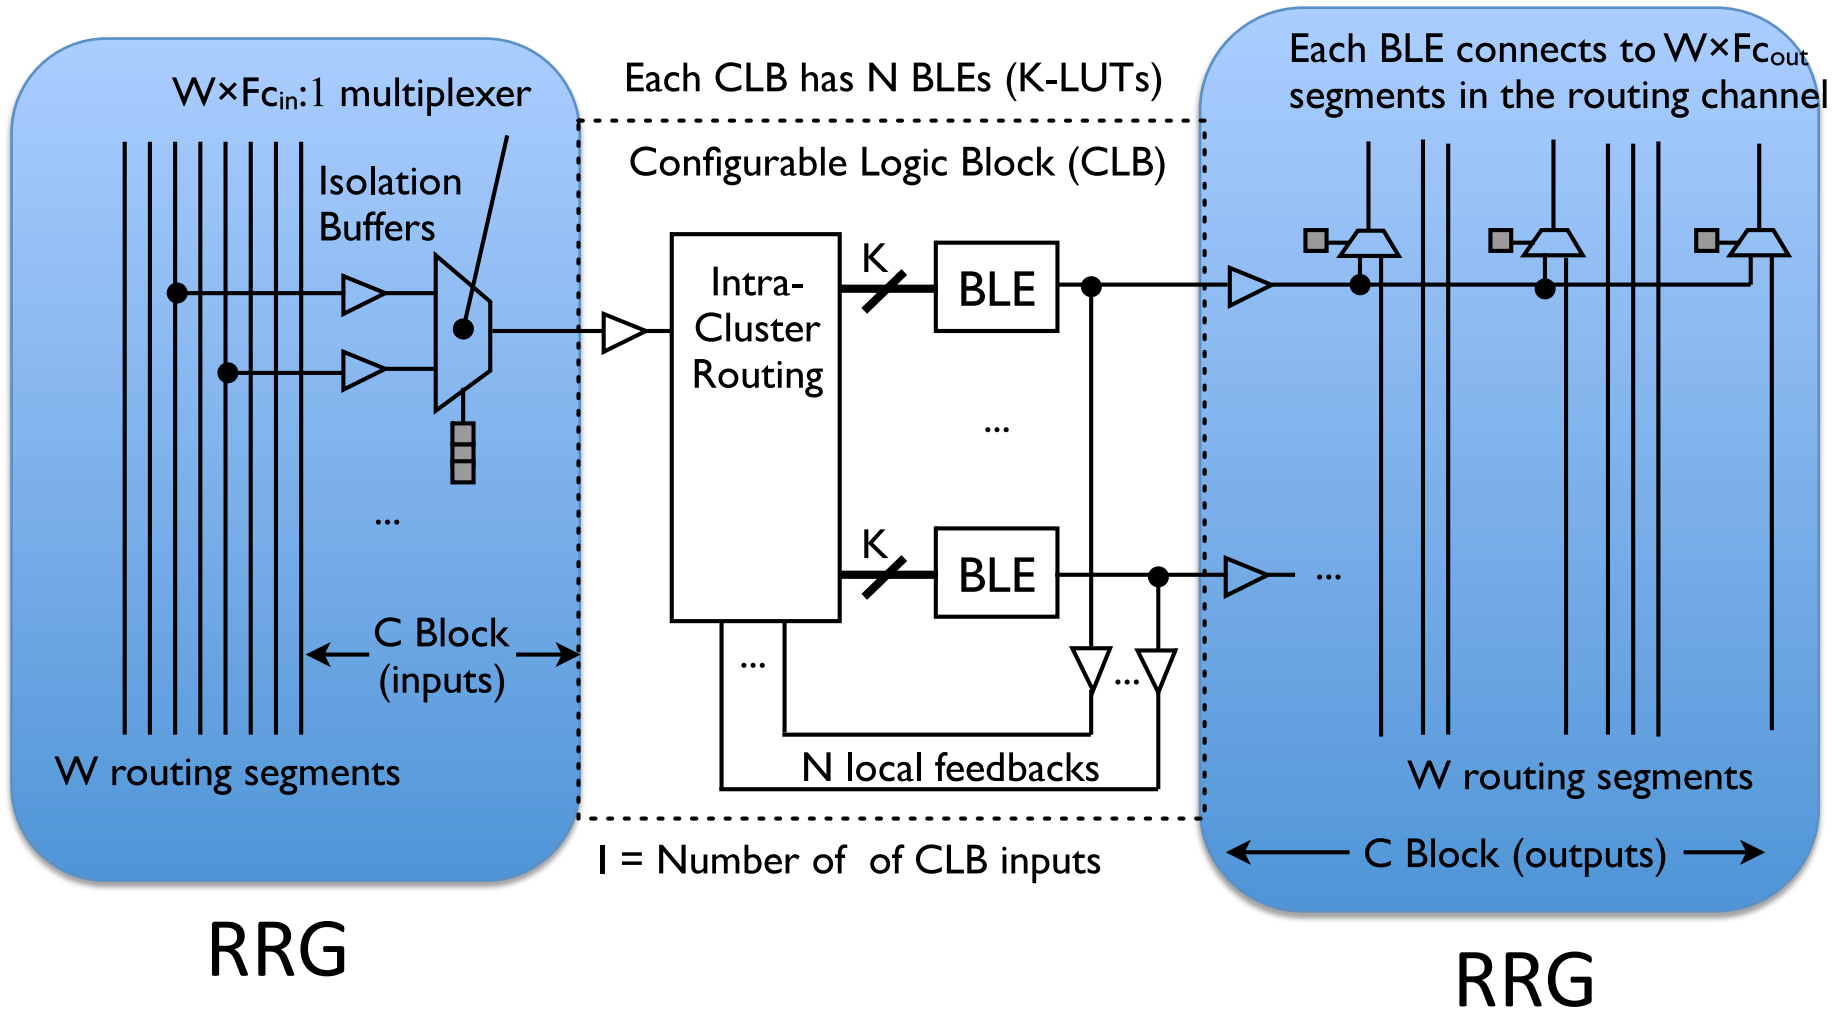 W×Fcin:1 multiplexer
Isolation
Buffers
...
C Block
(inputs)
W routing segments
RRG
Each CLB has N BLEs (K-LUTs)
Configurable Logic Block (CLB)
Intra-
Cluster
Routing
K
BLE
...
K
BLE
...
...
N local feedbacks
I = Number of of CLB inputs
Each BLE connects to W×Fcout
segments in the routing channel
...
W routing segments
C Block (outputs)
RRG